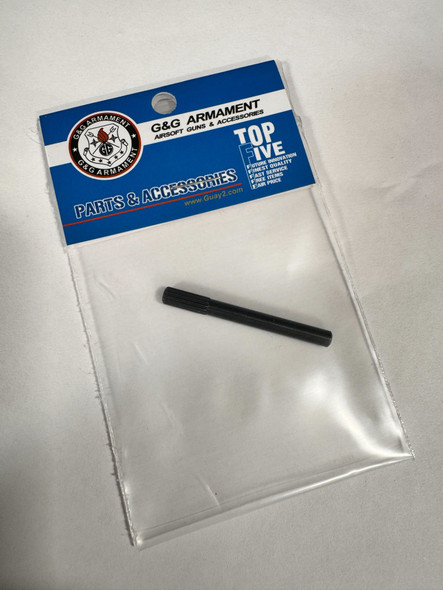 G&G ARMAMENT
G&G ARMAMENT
G&G ARMAMENT
AIRSOFT GUNS & ACCESSORIES
TOP
FIVE
FUTURE INNOVATION
FINEST QUALITY
FAST SERVICE
FREE ITEMS
FAIR PRICE
PARTS & ACCESSORIES
www.Guay2.com